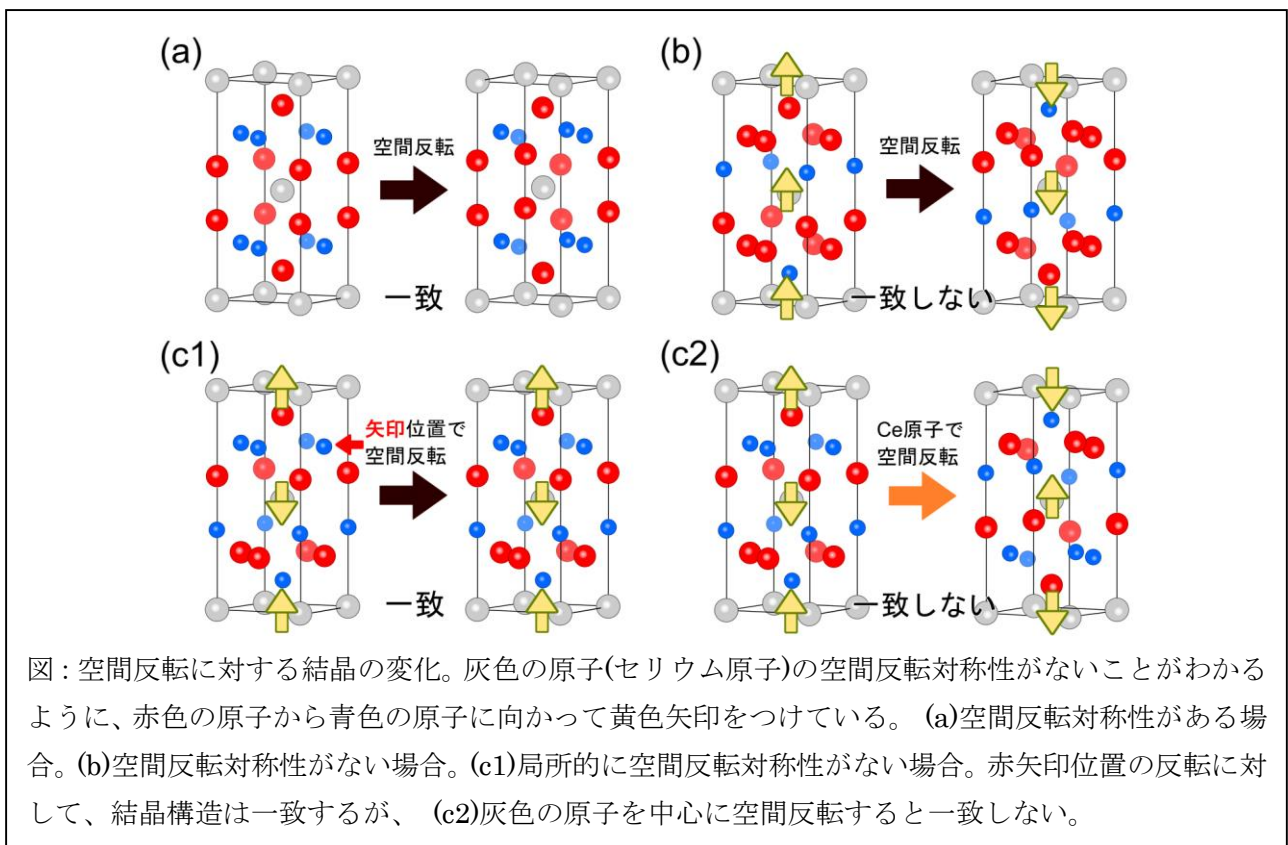 (a)
空間反転
一致
(b)
空間反転
一致しない
(c1)
矢印位置で
空間反転
一致
(c2)
Ce原子で
空間反転
一致しない
図 : 空間反転に対する結晶の変化。灰色の原子(セリウム原子)の空間反転対称性がないことがわかる
ように、赤色の原子から青色の原子に向かって黄色矢印をつけている。 (a)空間反転対称性がある場
合。(b)空間反転対称性がない場合。(c1)局所的に空間反転対称性がない場合。赤矢印位置の反転に対
して、結晶構造は一致するが、 (c2)灰色の原子を中心に空間反転すると一致しない。